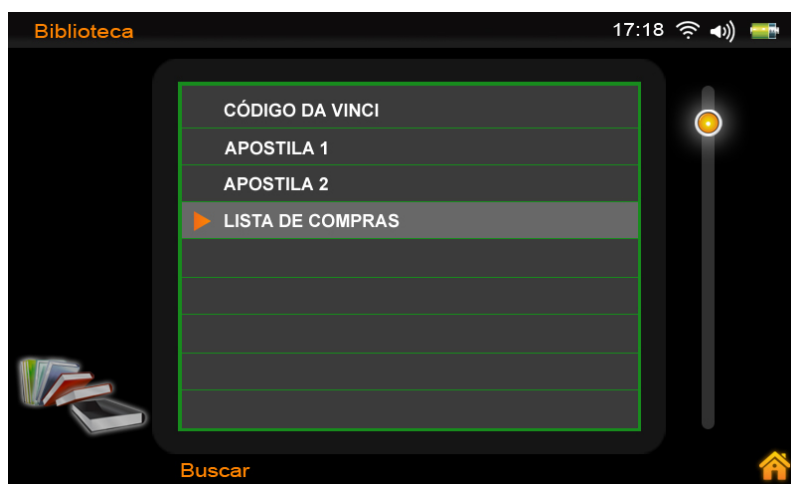 Biblioteca
17:18
CÓDIGO DA VINCI
APOSTILA 1
APOSTILA 2
LISTA DE COMPRAS
Buscar